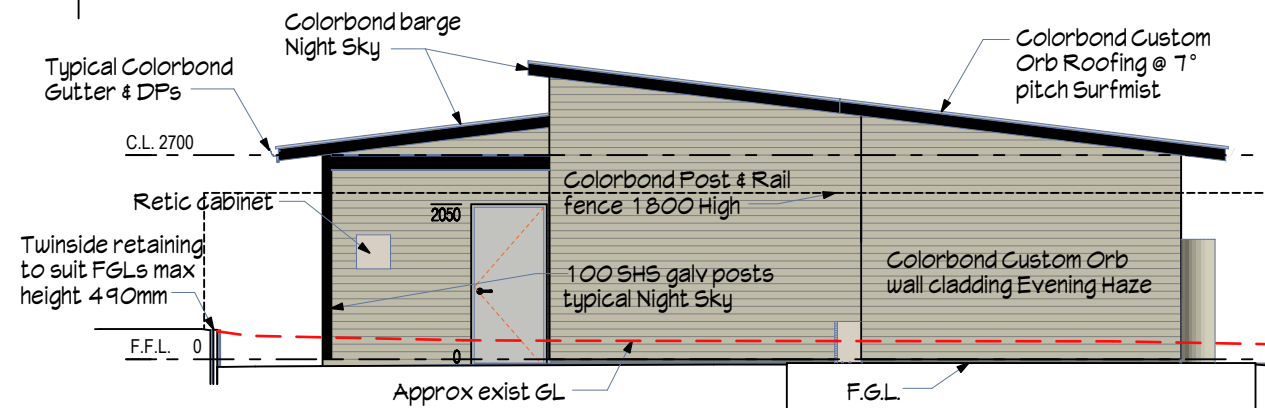 Colorbond barge
Night Sky
Colorbond Custom
Orb Roofing @ 7°
pitch Surfmist
Typical Colorbond
Gutter & DPs
C.L. 2700
Colorbond Post & Rail
fence 1800 High
Retic cabinet
2050
Twinside retaining
to suit FGLs max
height 490mm
100 SHS galv posts
typical Night Sky
Colorbond Custom Orb
wall cladding Evening Haze
F.F.L. 0
0
Approx exist GL
F.G.L.